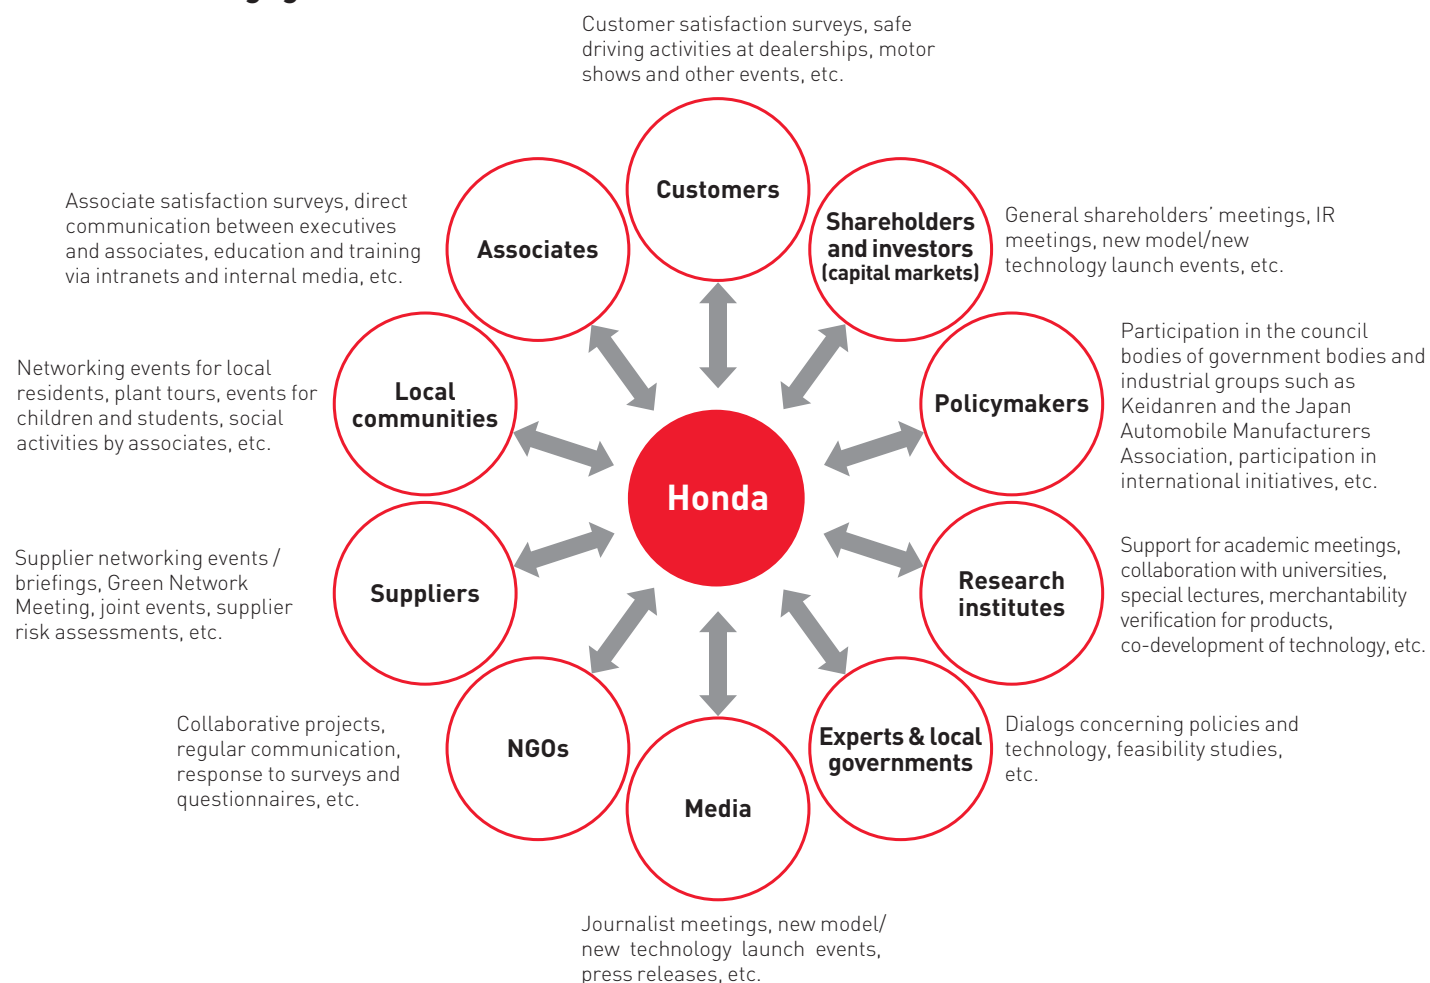 Customer satisfaction surveys, safe
driving activities at dealerships, motor
shows and other events, etc.
Customers
Shareholders
and investors
(capital markets)
General shareholders’ meetings, IR
meetings, new model/new
technology launch events, etc.
Associate satisfaction surveys, direct
communication between executives
and associates, education and training
via intranets and internal media, etc.
Associates
Policymakers
Participation in the council
bodies of government bodies and
industrial groups such as
Keidanren and the Japan
Automobile Manufacturers
Association, participation in
international initiatives, etc.
Networking events for local
residents, plant tours, events for
children and students, social
activities by associates, etc.
Local
communities
Honda
Supplier networking events /
briefings, Green Network
Meeting, joint events, supplier
risk assessments, etc.
Suppliers
Research
institutes
Support for academic meetings,
collaboration with universities,
special lectures, merchantability
verification for products,
co-development of technology, etc.
Collaborative projects,
regular communication,
response to surveys and
questionnaires, etc.
NGOs
Experts & local
governments
Dialogs concerning policies and
technology, feasibility studies,
etc.
Media
Journalist meetings, new model/
new technology launch events,
press releases, etc.